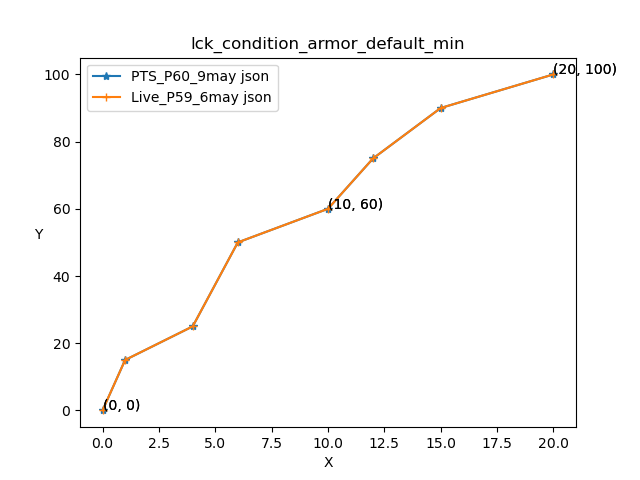 lck_condition_armor_default_min
PTS_P60_9may json
Live_P59_6may json
(20, 100)
(10, 60)
(0, 0)
100
80
60
40
20
0
Y
0.0 2.5 5.0 7.5 10.0 12.5 15.0 17.5 20.0
X